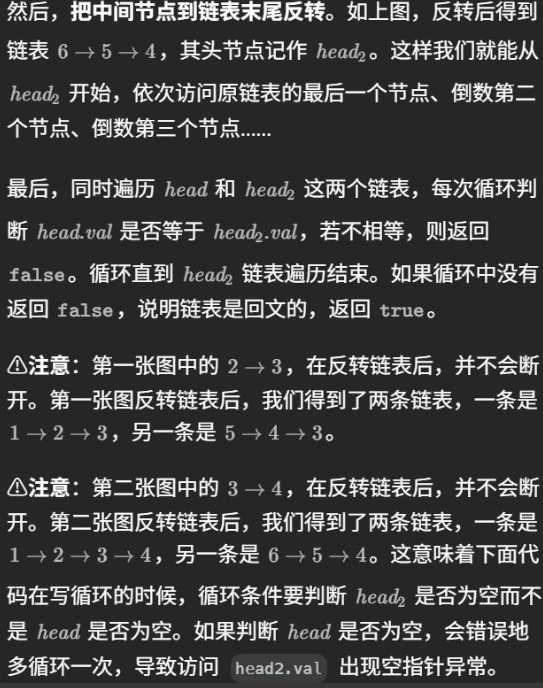 然后，把中间节点到链表末尾反转。如上图，反转后得到
链表 6 → 5 → 4，其头节点记作 head₂。这样我们就能从
head₂ 开始，依次访问原链表的最后一个节点、倒数第二
个节点、倒数第三个节点……
最后，同时遍历 head 和 head₂ 这两个链表，每次循环判
断 head.val 是否等于 head₂.val，若不相等，则返回
false。循环直到 head₂ 链表遍历结束。如果循环中没有
返回 false，说明链表是回文的，返回 true。
⚠注意：第一张图中的 2 → 3，在反转链表后，并不会断
开。第一张图反转链表后，我们得到了两条链表，一条是
1 → 2 → 3，另一条是 5 → 4 → 3。
⚠注意：第二张图中的 3 → 4，在反转链表后，并不会断
开。第二张图反转链表后，我们得到了两条链表，一条是
1 → 2 → 3 → 4，另一条是 6 → 5 → 4。这意味着下面代
码在写循环的时候，循环条件要判断 head₂ 是否为空而不
是 head 是否为空。如果判断 head 是否为空，会错误地
多循环一次，导致访问 head2.val 出现空指针异常。